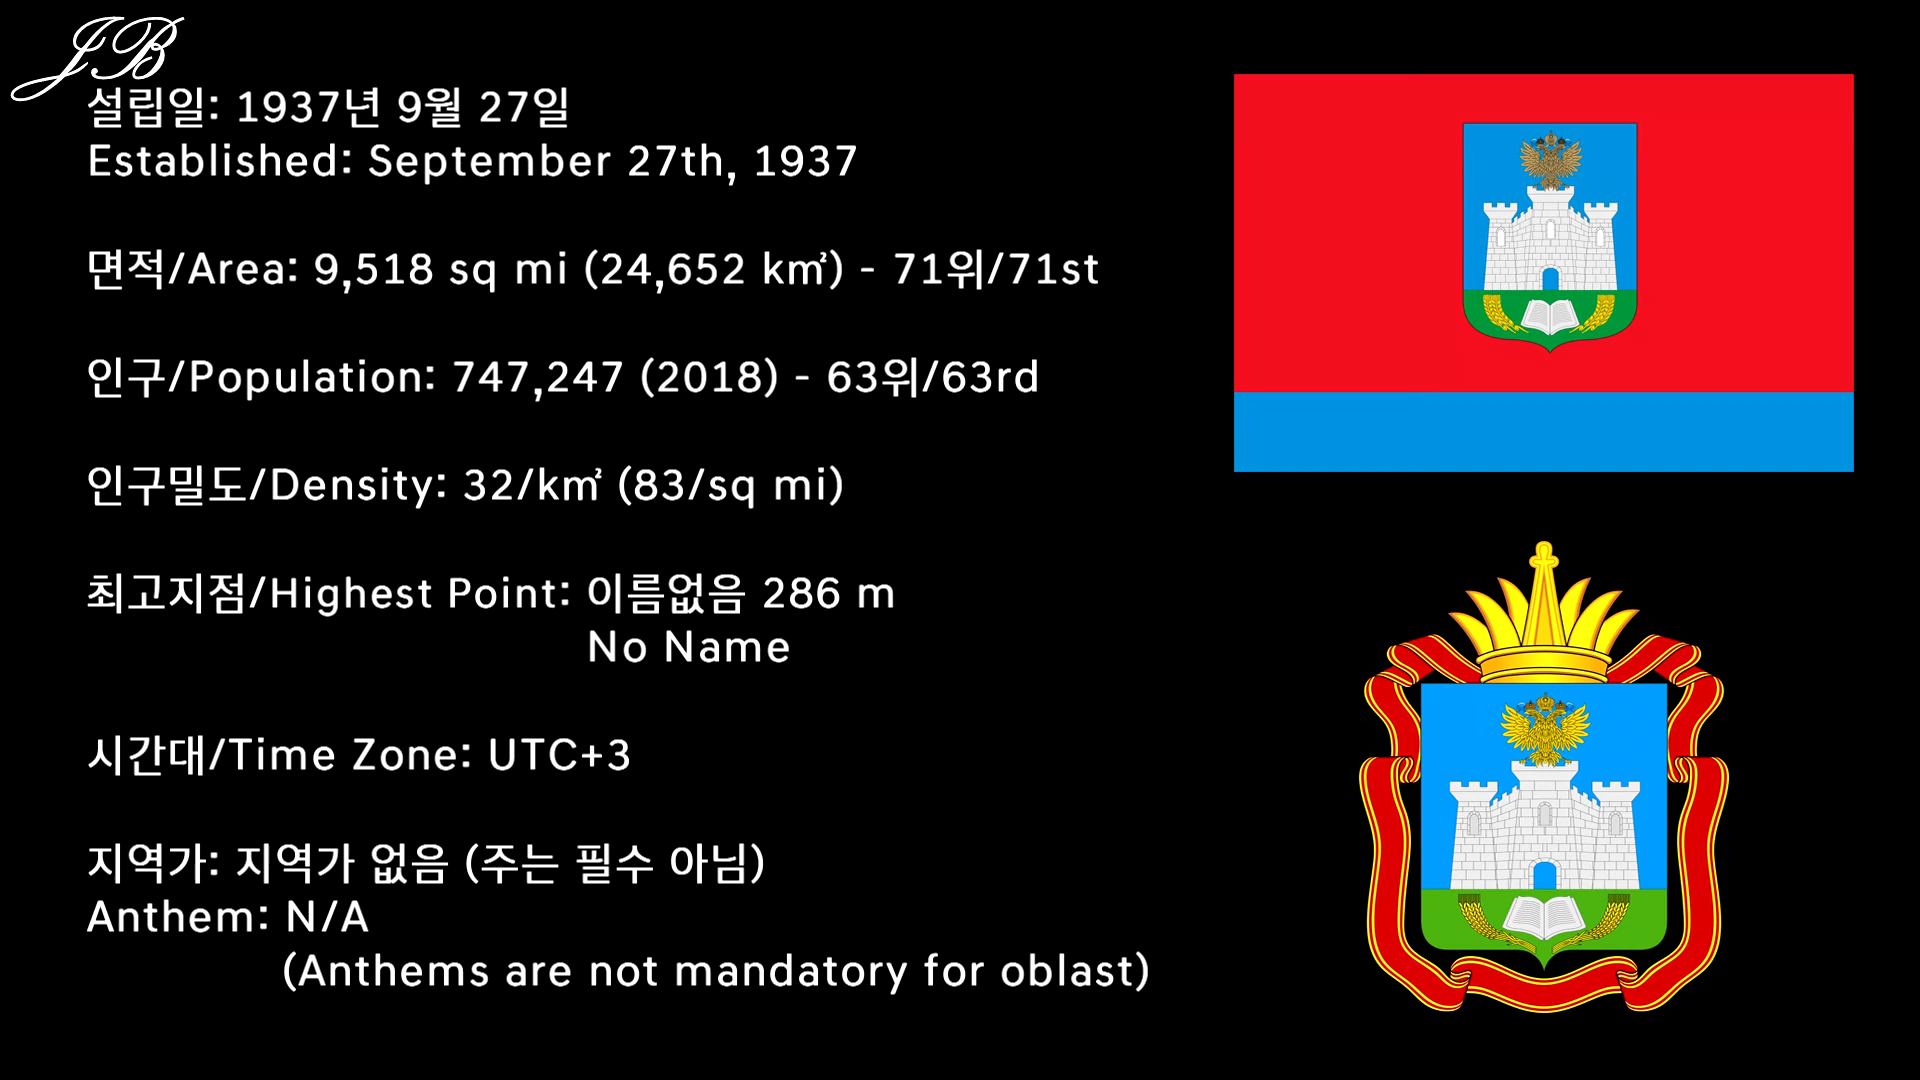 JB
설립일: 1937년 9월 27일
Established: September 27th, 1937
면적/Area: 9,518 sq mi (24,652 ㎢) - 71위/71st
인구/Population: 747,247 (2018) - 63위/63rd
인구밀도/Density: 32/㎢ (83/sq mi)
최고지점/Highest Point: 이름없음 286 m
No Name
시간대/Time Zone: UTC+3
지역가: 지역가 없음 (주는 필수 아님)
Anthem: N/A
(Anthems are not mandatory for oblast)